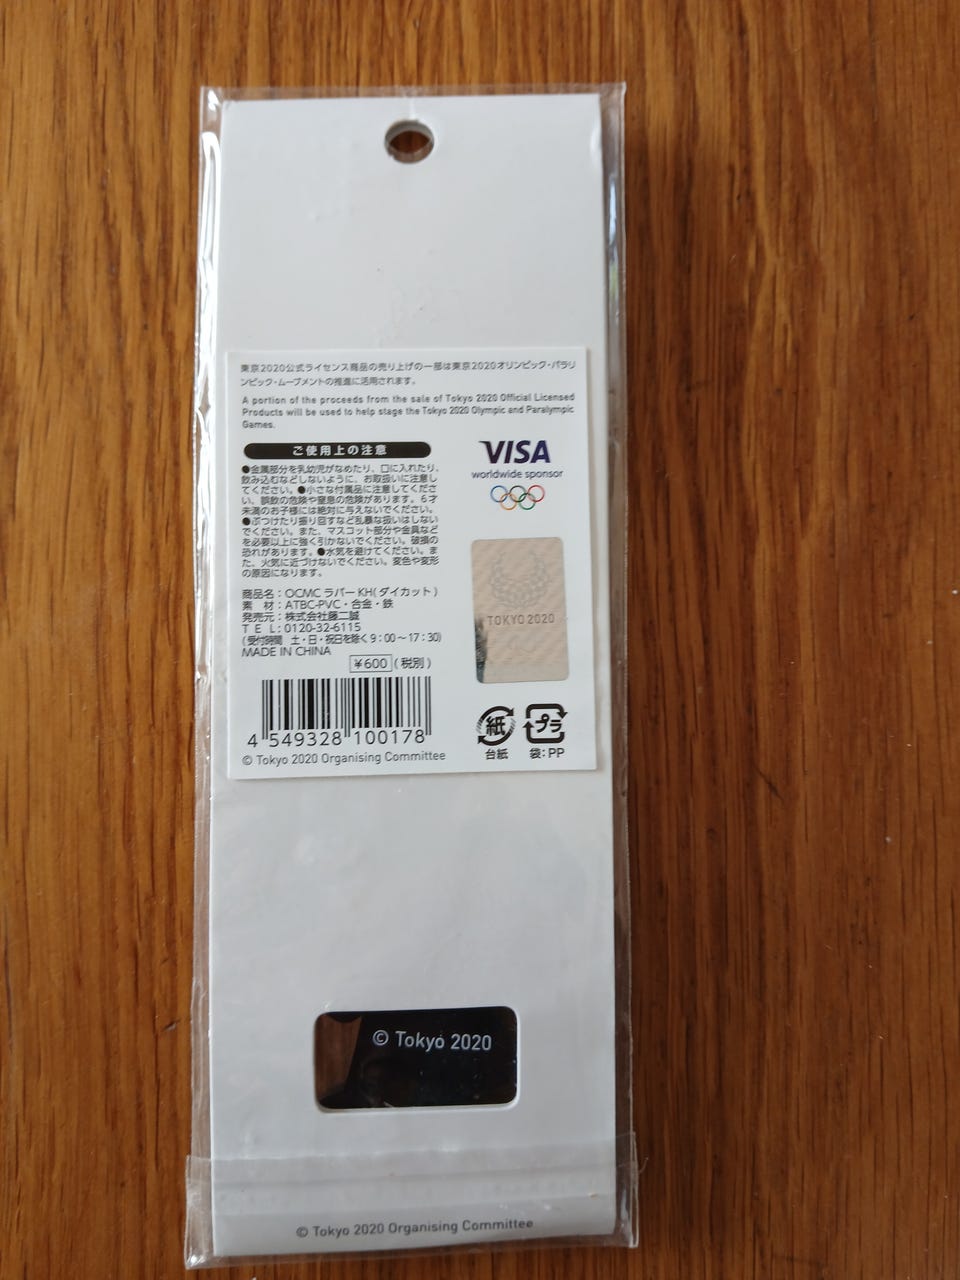 東京2020公式ライセンス商品の売り上げの一部は東京2020オリンピック・パラリ
ンピック・ムーブメントの推進に活用されます。
A portion of the proceeds from the sale of Tokyo 2020 Official Licensed
Products will be used to help stage the Tokyo 2020 Olympic and Paralympic
Games.
ご使用上の注意
●金属部分を乳幼児がなめたり、口に入れたり、
飲み込むなどしないように、お取扱いに注意し
てください。●小さな付属品に注意してくださ
い、誤飲の危険や窒息の危険があります。6才
未満のお子様には絶対に与えないでください。
●ぶつけたり振り回すなど乱暴な扱いはしない
でください。また、マスコット部分や金具など
を必要以上に強く引かないでください。破損の
恐れがあります。●水気を避けてください。ま
た、火気に近づけないでください。変色や変形
の原因になります。
商品名：OCMC ラバー KH(ダイカット)
素　材：ATBC-PVC・合金・鉄
発売元：株式会社藤二誠
TEL:0120-32-6115
(受付時間　土・日・祝日を除く9：00～17：30)
MADE IN CHINA
¥600 (税別)
4 549328 100178
© Tokyo 2020 Organising Committee
VISA
worldwide sponsor
TOKYO 2020
紙
プラ
台紙
袋：PP
© Tokyo 2020
© Tokyo 2020 Organising Committee